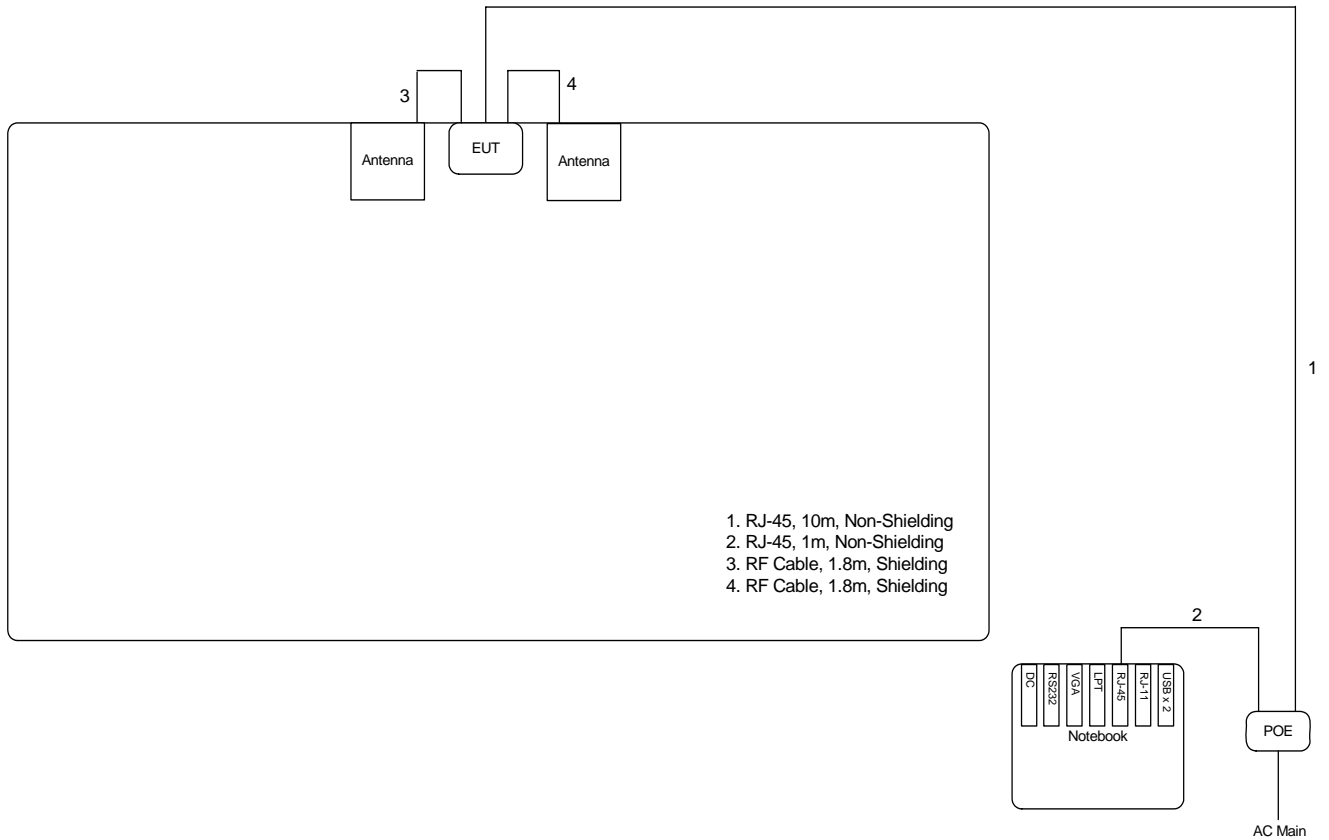 3
4
Antenna
EUT
Antenna
1
1. RJ-45, 10m, Non-Shielding
2. RJ-45, 1m, Non-Shielding
3. RF Cable, 1.8m, Shielding
4. RF Cable, 1.8m, Shielding
2
DC
RS232
VGA
LPT
RJ-45
RJ-11
USB x 2
Notebook
POE
AC Main